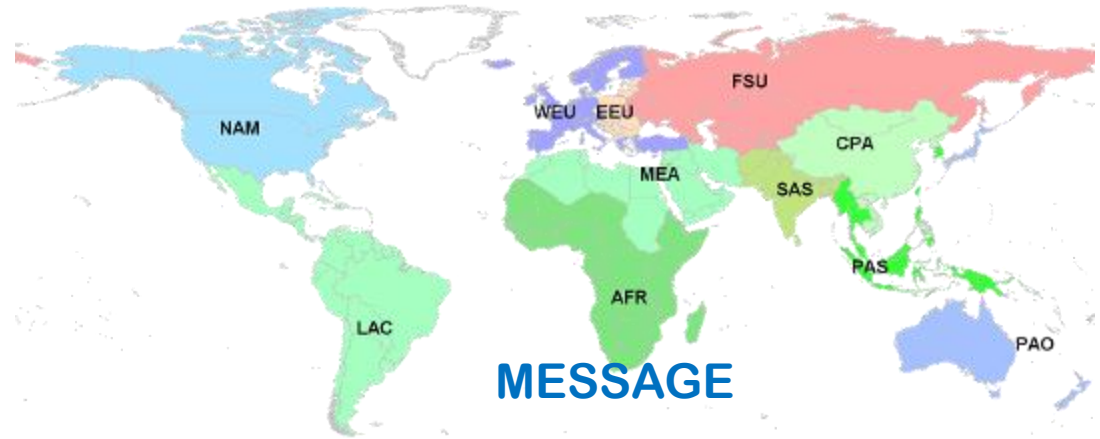 FSU
WEU
EEU
NAM
CPA
MEA
SAS
PAS
AFR
LAC
PAO
MESSAGE